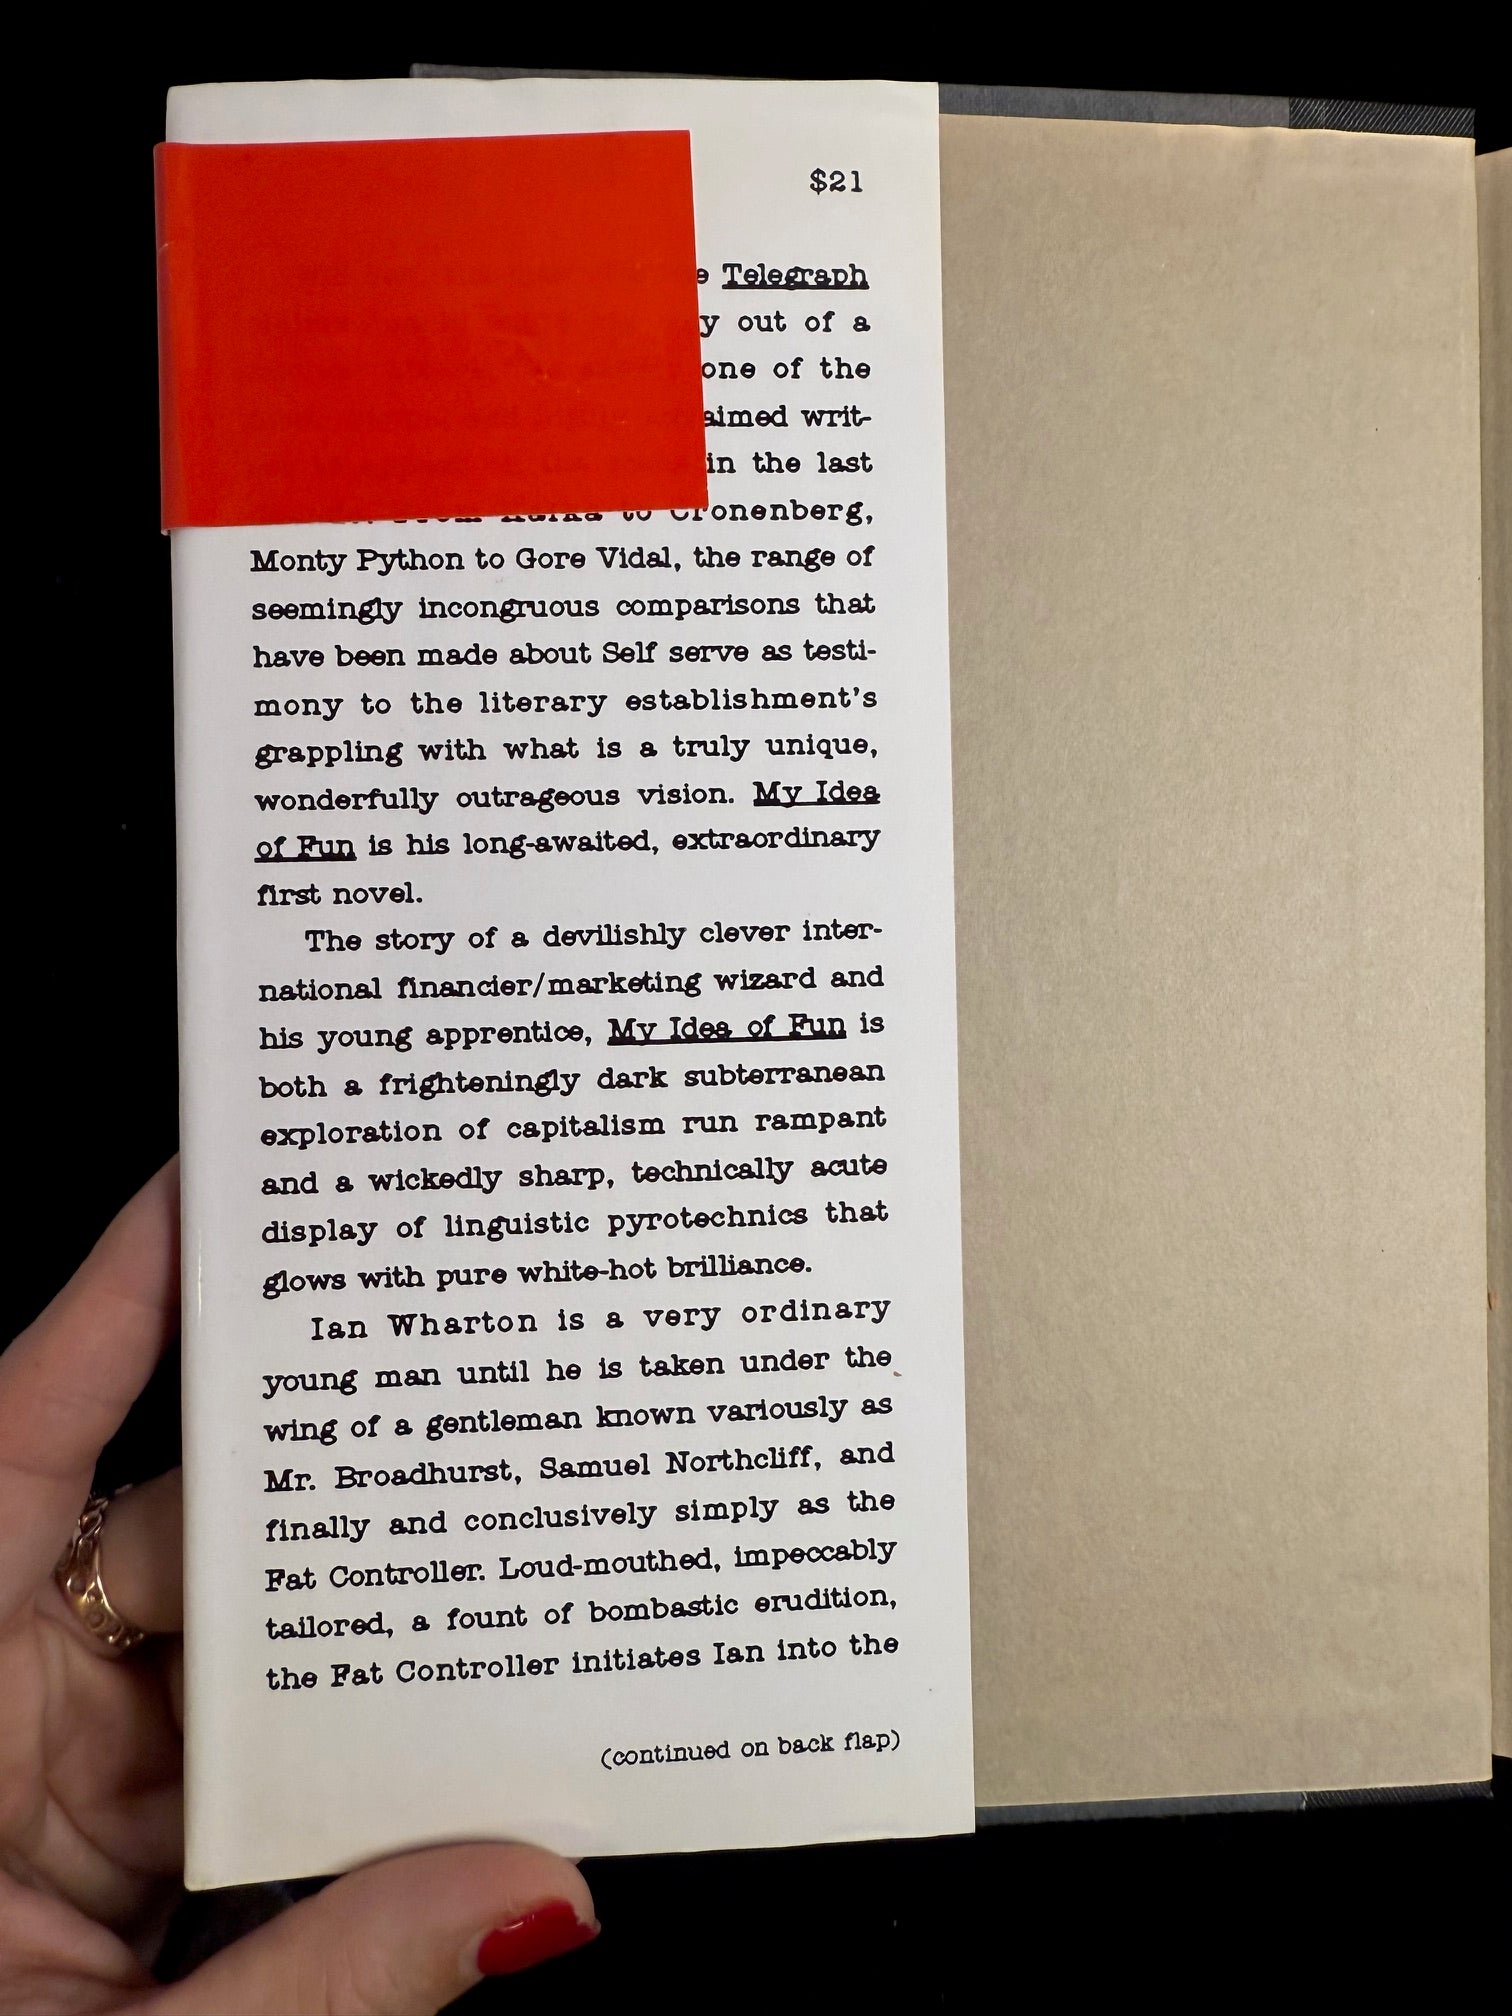 $21
Telegraph
y out of a
one of the
aimed writ-
in the last
to Cronenberg,
Monty Python to Gore Vidal, the range of
seemingly incongruous comparisons that
have been made about Self serve as testi-
mony to the literary establishment's
grappling with what is a truly unique,
wonderfully outrageous vision. My Idea
of Fun is his long-awaited, extraordinary
first novel.
The story of a devilishly clever inter-
national financier/marketing wizard and
his young apprentice, My Idea of Fun is
both a frighteningly dark subterranean
exploration of capitalism run rampant
and a wickedly sharp, technically acute
display of linguistic pyrotechnics that
glows with pure white-hot brilliance.
Ian Wharton is a very ordinary
young man until he is taken under the
wing of a gentleman known variously as
Mr. Broadhurst, Samuel Northcliff, and
finally and conclusively simply as the
Fat Controller. Loud-mouthed, impeccably
tailored, a fount of bombastic erudition,
the Fat Controller initiates Ian into the
(continued on back flap)